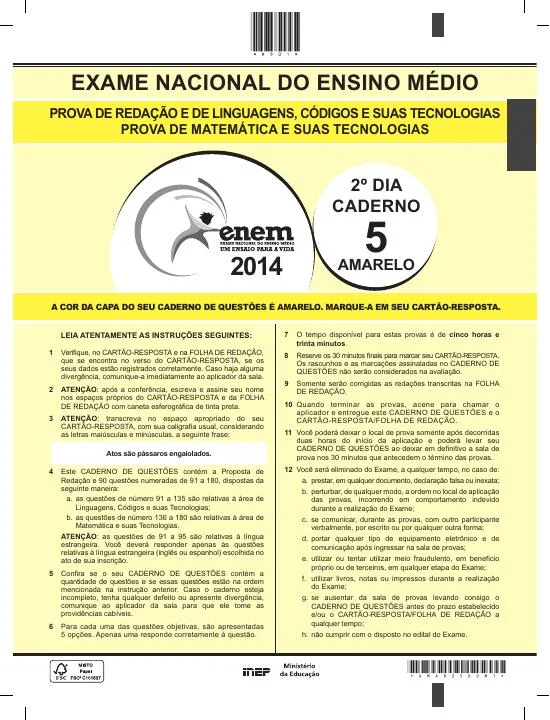 EXAME NACIONAL DO ENSINO MÉDIO
PROVA DE REDAÇÃO E DE LINGUAGENS, CÓDIGOS E SUAS TECNOLOGIAS
PROVA DE MATEMÁTICA E SUAS TECNOLOGIAS
enem
EXAME NACIONAL DO ENSINO MÉDIO
UM ENSAIO PARA A VIDA
2014
2º DIA
CADERNO
5
AMARELO
A COR DA CAPA DO SEU CADERNO DE QUESTÕES É AMARELO. MARQUE-A EM SEU CARTÃO-RESPOSTA.
LEIA ATENTAMENTE AS INSTRUÇÕES SEGUINTES:
1 Verifique, no CARTÃO-RESPOSTA e na FOLHA DE REDAÇÃO,
que se encontra no verso do CARTÃO-RESPOSTA, se os
seus dados estão registrados corretamente. Caso haja alguma
divergência, comunique-a imediatamente ao aplicador da sala.
2 ATENÇÃO: após a conferência, escreva e assine seu nome
nos espaços próprios do CARTÃO-RESPOSTA e da FOLHA
DE REDAÇÃO com caneta esferográfica de tinta preta.
3 ATENÇÃO: transcreva no espaço apropriado do seu
CARTÃO-RESPOSTA, com sua caligrafia usual, considerando
as letras maiúsculas e minúsculas, a seguinte frase:
Atos são pássaros engaiolados.
4 Este CADERNO DE QUESTÕES contém a Proposta de
Redação e 90 questões numeradas de 91 a 180, dispostas da
seguinte maneira:
a. as questões de número 91 a 135 são relativas à área de
Linguagens, Códigos e suas Tecnologias;
b. as questões de número 136 a 180 são relativas à área de
Matemática e suas Tecnologias.
ATENÇÃO: as questões de 91 a 95 são relativas à língua
estrangeira. Você deverá responder apenas às questões
relativas à língua estrangeira (inglês ou espanhol) escolhida no
ato de sua inscrição.
5 Confira se o seu CADERNO DE QUESTÕES contém a
quantidade de questões e se essas questões estão na ordem
mencionada na instrução anterior. Caso o caderno esteja
incompleto, tenha qualquer defeito ou apresente divergência,
comunique ao aplicador da sala para que ele tome as
providências cabíveis.
6 Para cada uma das questões objetivas, são apresentadas
5 opções. Apenas uma responde corretamente à questão.
7 O tempo disponível para estas provas é de cinco horas e
trinta minutos.
8 Reserve os 30 minutos finais para marcar seu CARTÃO-RESPOSTA.
Os rascunhos e as marcações assinaladas no CADERNO DE
QUESTÕES não serão considerados na avaliação.
9 Somente serão corrigidas as redações transcritas na FOLHA
DE REDAÇÃO.
10 Quando terminar as provas, acene para chamar o
aplicador e entregue este CADERNO DE QUESTÕES e o
CARTÃO-RESPOSTA/FOLHA DE REDAÇÃO.
11 Você poderá deixar o local de prova somente após decorridas
duas horas do início da aplicação e poderá levar seu
CADERNO DE QUESTÕES ao deixar em definitivo a sala de
prova nos 30 minutos que antecedem o término das provas.
12 Você será eliminado do Exame, a qualquer tempo, no caso de:
a. prestar, em qualquer documento, declaração falsa ou inexata;
b. perturbar, de qualquer modo, a ordem no local de aplicação
das provas, incorrendo em comportamento indevido
durante a realização do Exame;
c. se comunicar, durante as provas, com outro participante
verbalmente, por escrito ou por qualquer outra forma;
d. portar qualquer tipo de equipamento eletrônico e de
comunicação após ingressar na sala de provas;
e. utilizar ou tentar utilizar meio fraudulento, em benefício
próprio ou de terceiros, em qualquer etapa do Exame;
f. utilizar livros, notas ou impressos durante a realização
do Exame;
g. se ausentar da sala de provas levando consigo o
CADERNO DE QUESTÕES antes do prazo estabelecido
e/ou o CARTÃO-RESPOSTA/FOLHA DE REDAÇÃO a
qualquer tempo;
h. não cumprir com o disposto no edital do Exame.
FSC
MISTO
Papel
INEP
Ministério
da Educação